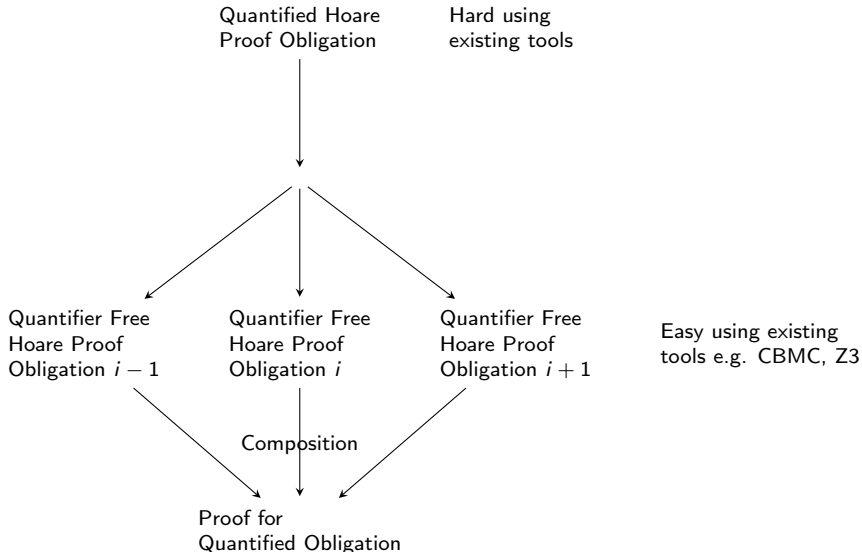 Quantified Hoare
Proof Obligation
Hard using
existing tools
Quantifier Free
Hoare Proof
Obligation i − 1
Quantifier Free
Hoare Proof
Obligation i
Quantifier Free
Hoare Proof
Obligation i + 1
Easy using existing
tools e.g. CBMC, Z3
Composition
Proof for
Quantified Obligation